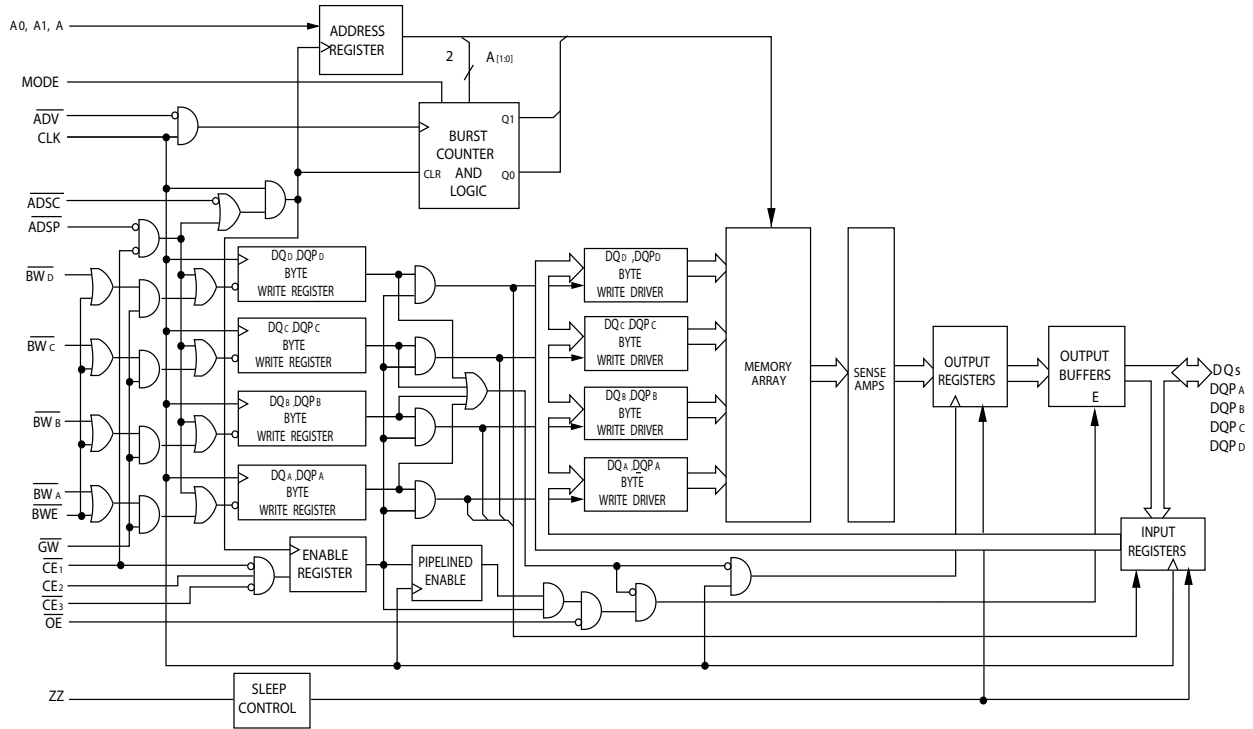 A0, A1, A
ADDRESS
REGISTER
2
A[1:0]
MODE
ADV
CLK
BURST
COUNTER
AND
LOGIC
CLR
Q1
Q0
ADSC
ADSP
BWD
BWC
BWB
BWA
BWE
GW
CE1
CE2
CE3
OE
ZZ
DQD ,DQPD
BYTE
WRITE REGISTER
DQC ,DQPC
BYTE
WRITE REGISTER
DQB ,DQPB
BYTE
WRITE REGISTER
DQA ,DQPA
BYTE
WRITE REGISTER
ENABLE
REGISTER
PIPELINED
ENABLE
SLEEP
CONTROL
DQD ,DQPD
BYTE
WRITE DRIVER
DQC ,DQPC
BYTE
WRITE DRIVER
DQB ,DQPB
BYTE
WRITE DRIVER
DQA ,DQPA
BYTE
WRITE DRIVER
MEMORY
ARRAY
SENSE
AMPS
OUTPUT
REGISTERS
OUTPUT
BUFFERS
E
INPUT
REGISTERS
DQs
DQPA
DQPB
DQPC
DQPD